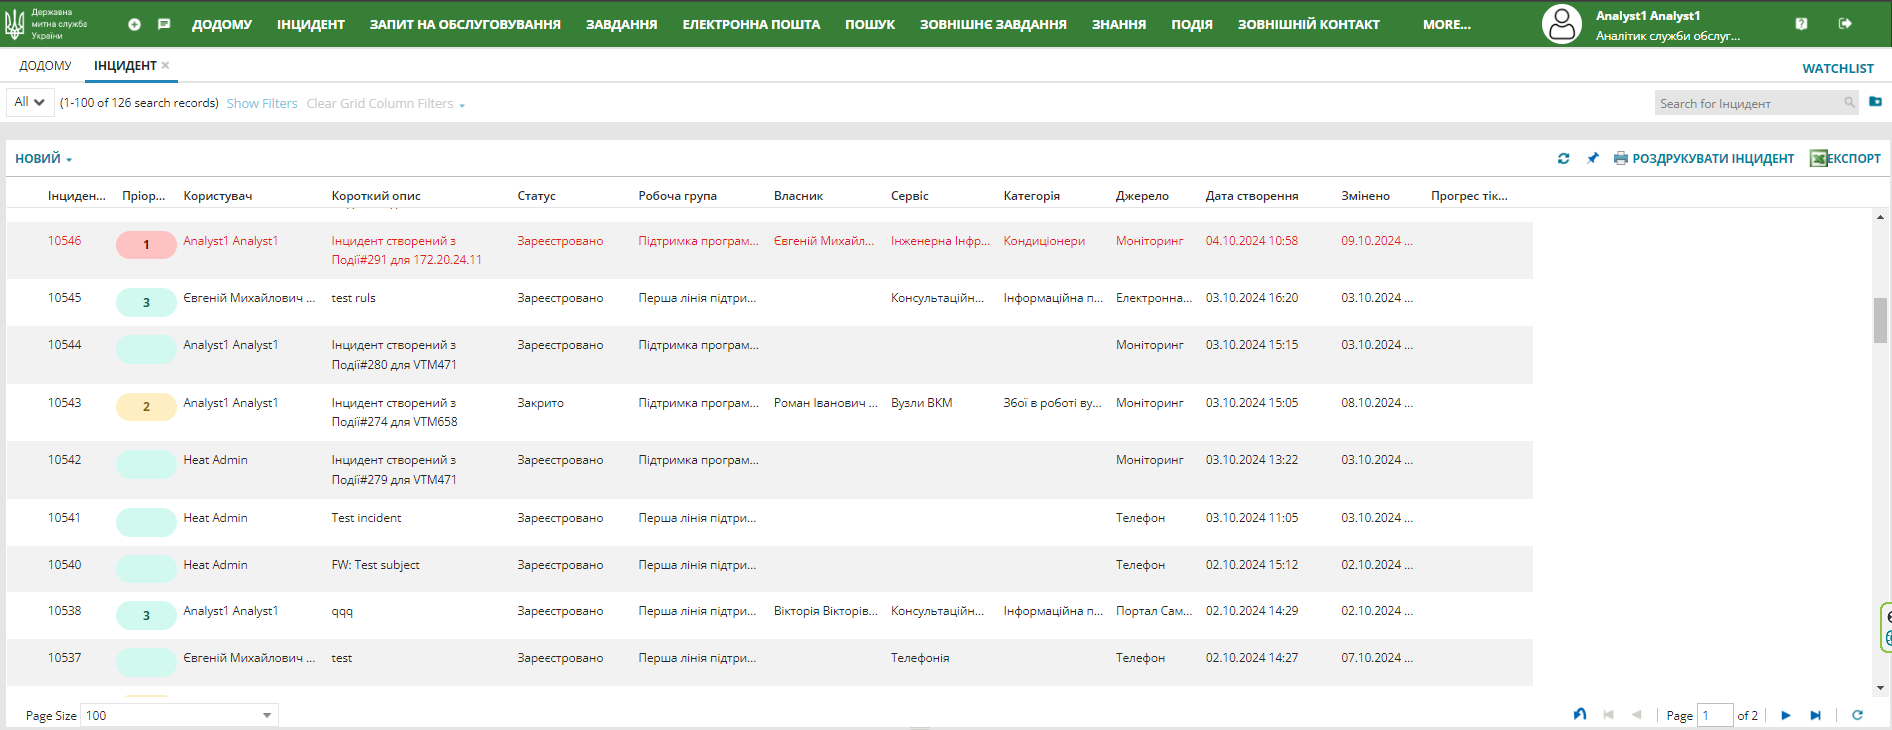 Державна
митна служба
України
ДОДОМУ ІНЦИДЕНТ ЗАПИТ НА ОБСЛУГОВУВАННЯ ЗАВДАННЯ ЕЛЕКТРОННА ПОШТА ПОШУК ЗОВНІШНЄ ЗАВДАННЯ ЗНАННЯ ПОДІЯ ЗОВНІШНІЙ КОНТАКТ MORE...
Analyst1 Analyst1
Аналітик служби обслуг...
ДОДОМУ ІНЦИДЕНТ
WATCHLIST
All (1-100 of 126 search records) Show Filters Clear Grid Column Filters
Search for Інцидент
НОВИЙ
РОЗДРУКУВАТИ ІНЦИДЕНТ ЕКСПОРТ
Інциден... Пріор... Користувач Короткий опис Статус Робоча група Власник Сервіс Категорія Джерело Дата створення Змінено Прогрес тік...
10546 1 Analyst1 Analyst1 Інцидент створений з Зареєстровано Підтримка програм... Євгеній Михайл... Інженерна Інфр... Кондиціонери Моніторинг 04.10.2024 10:58 09.10.2024 ...
Події#291 для 172.20.24.11
10545 3 Євгеній Михайлович ... test ruls Зареєстровано Перша лінія підтри... Консультаційн... Інформаційна п... Електронна... 03.10.2024 16:20 03.10.2024 ...
10544 Analyst1 Analyst1 Інцидент створений з Зареєстровано Підтримка програм... Моніторинг 03.10.2024 15:15 03.10.2024 ...
Події#280 для VTM471
10543 2 Analyst1 Analyst1 Інцидент створений з Закрито Підтримка програм... Роман Іванович ... Вузли ВКМ Збої в роботі ву... Моніторинг 03.10.2024 15:05 08.10.2024 ...
Події#274 для VTM658
10542 Heat Admin Інцидент створений з Зареєстровано Підтримка програм... Моніторинг 03.10.2024 13:22 03.10.2024 ...
Події#279 для VTM471
10541 Heat Admin Test incident Зареєстровано Перша лінія підтри... Телефон 03.10.2024 11:05 03.10.2024 ...
10540 Heat Admin FW: Test subject Зареєстровано Перша лінія підтри... Телефон 02.10.2024 15:12 02.10.2024 ...
10538 3 Analyst1 Analyst1 qqq Зареєстровано Перша лінія підтри... Вікторія Вікторів... Консультаційн... Інформаційна п... Портал Сам... 02.10.2024 14:29 02.10.2024 ...
10537 Євгеній Михайлович ... test Зареєстровано Перша лінія підтри... Телефонія Телефон 02.10.2024 14:27 07.10.2024 ...
Page Size 100
Page 1 of 2